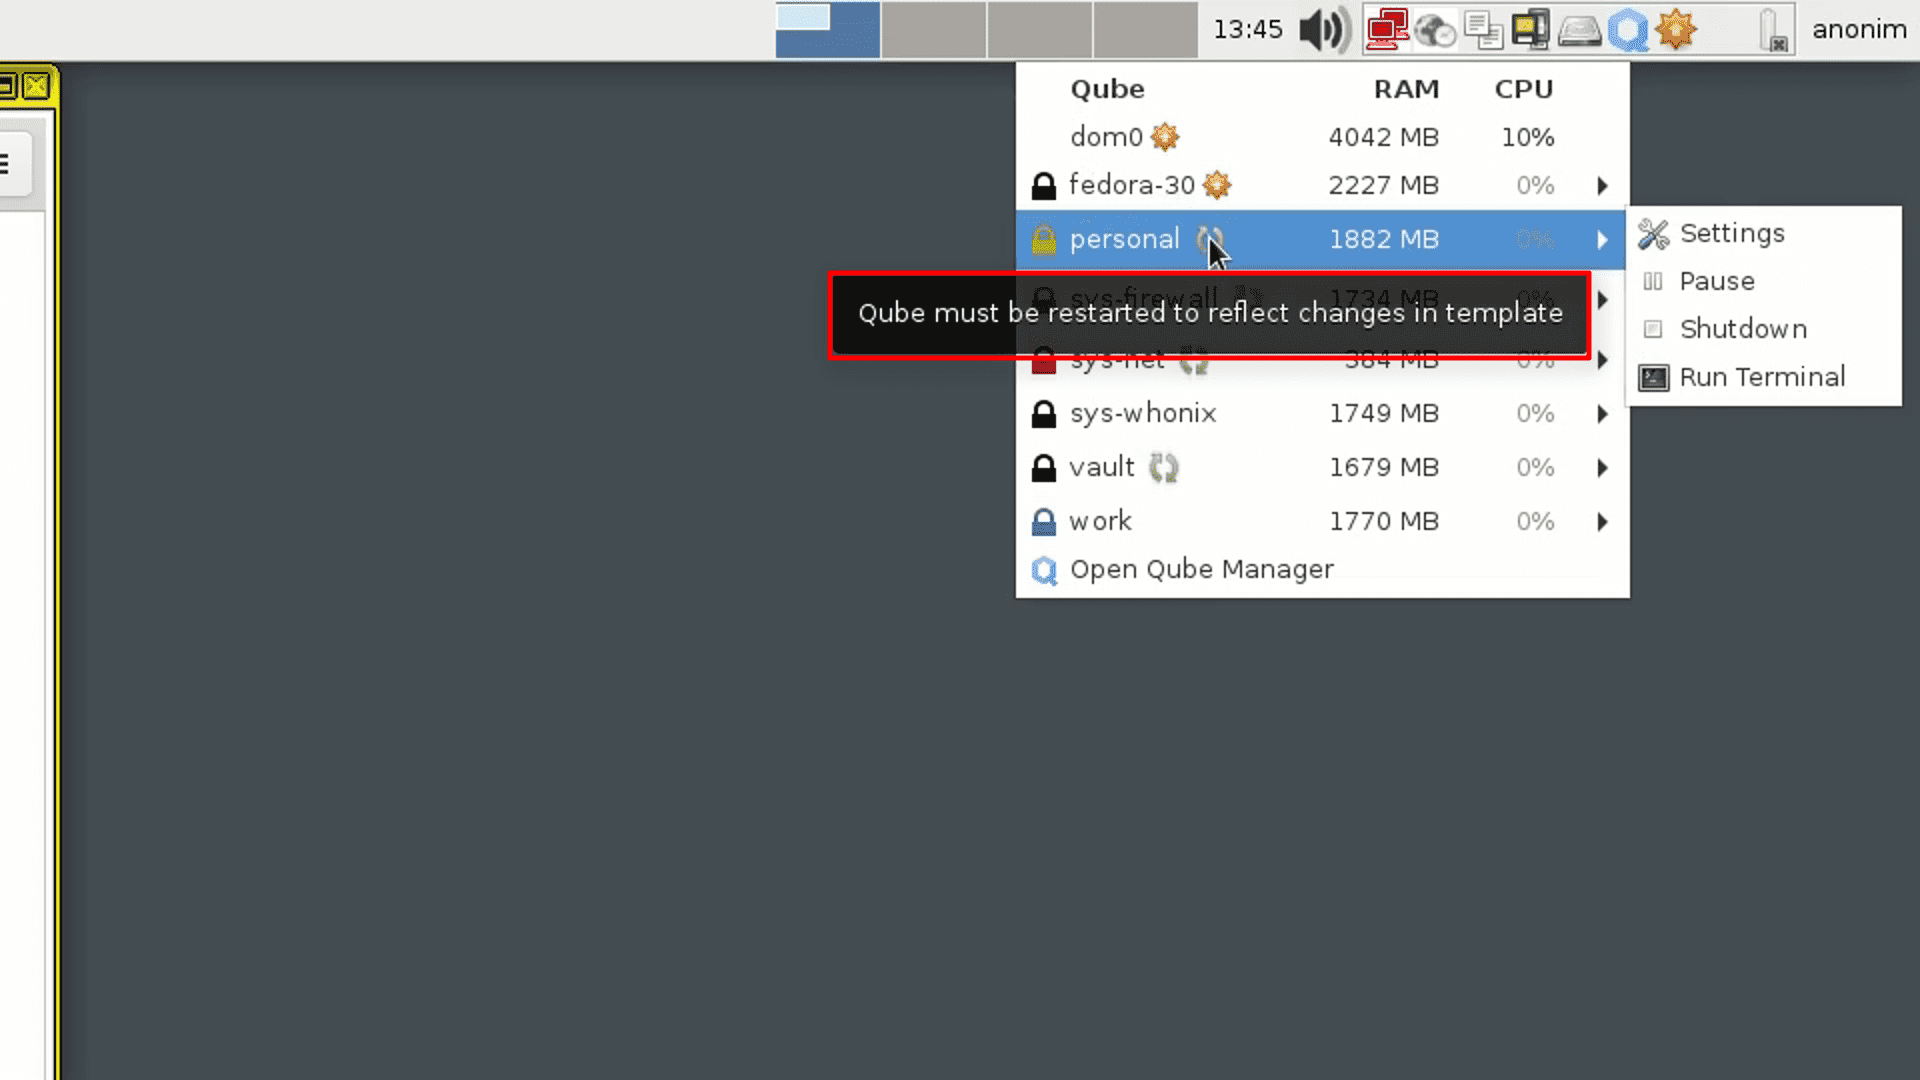 13:45 anonim
Qube RAM CPU
dom0 4042 MB 10%
fedora-30 2227 MB 0%
personal 1882 MB 0%
sys-firewall 1734 MB 0%
Qube must be restarted to reflect changes in template
sys-net 384 MB 0%
sys-whonix 1749 MB 0%
vault 1679 MB 0%
work 1770 MB 0%
Open Qube Manager
Settings
Pause
Shutdown
Run Terminal